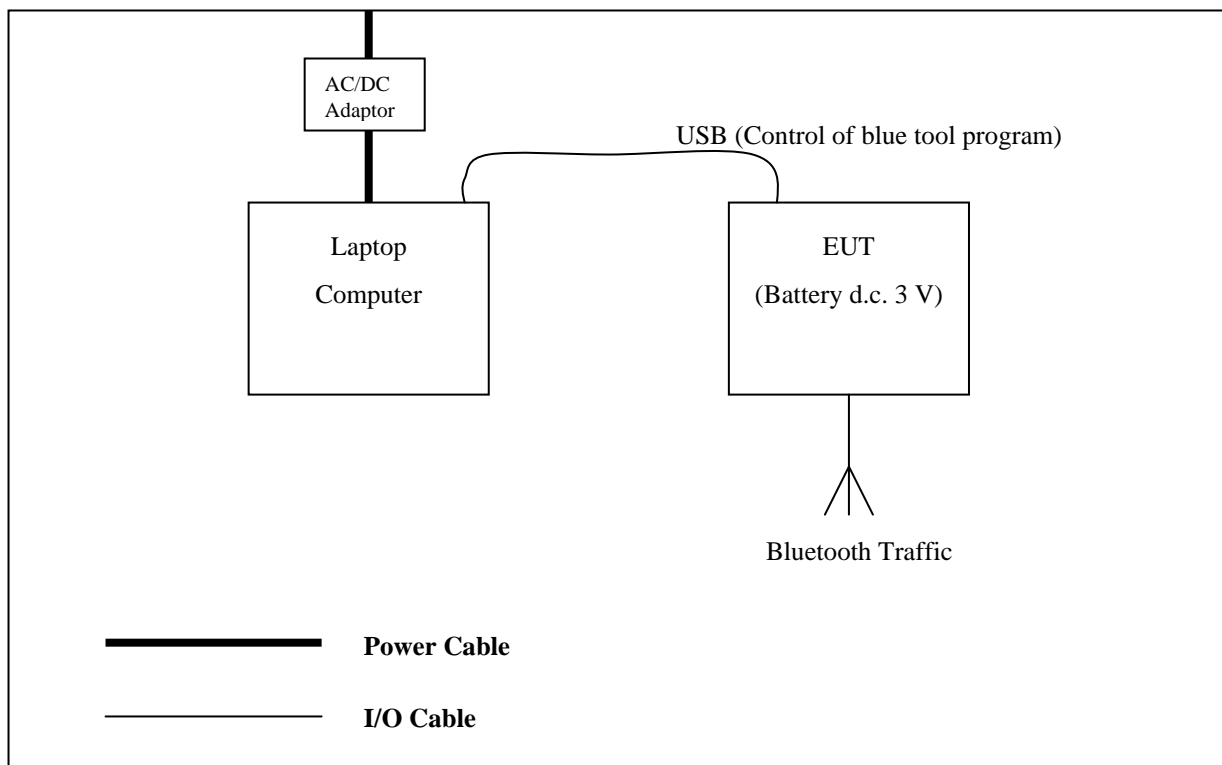 AC/DC
Adaptor
USB (Control of blue tool program)
Laptop
Computer
EUT
(Battery d.c. 3 V)
Bluetooth Traffic
Power Cable
I/O Cable